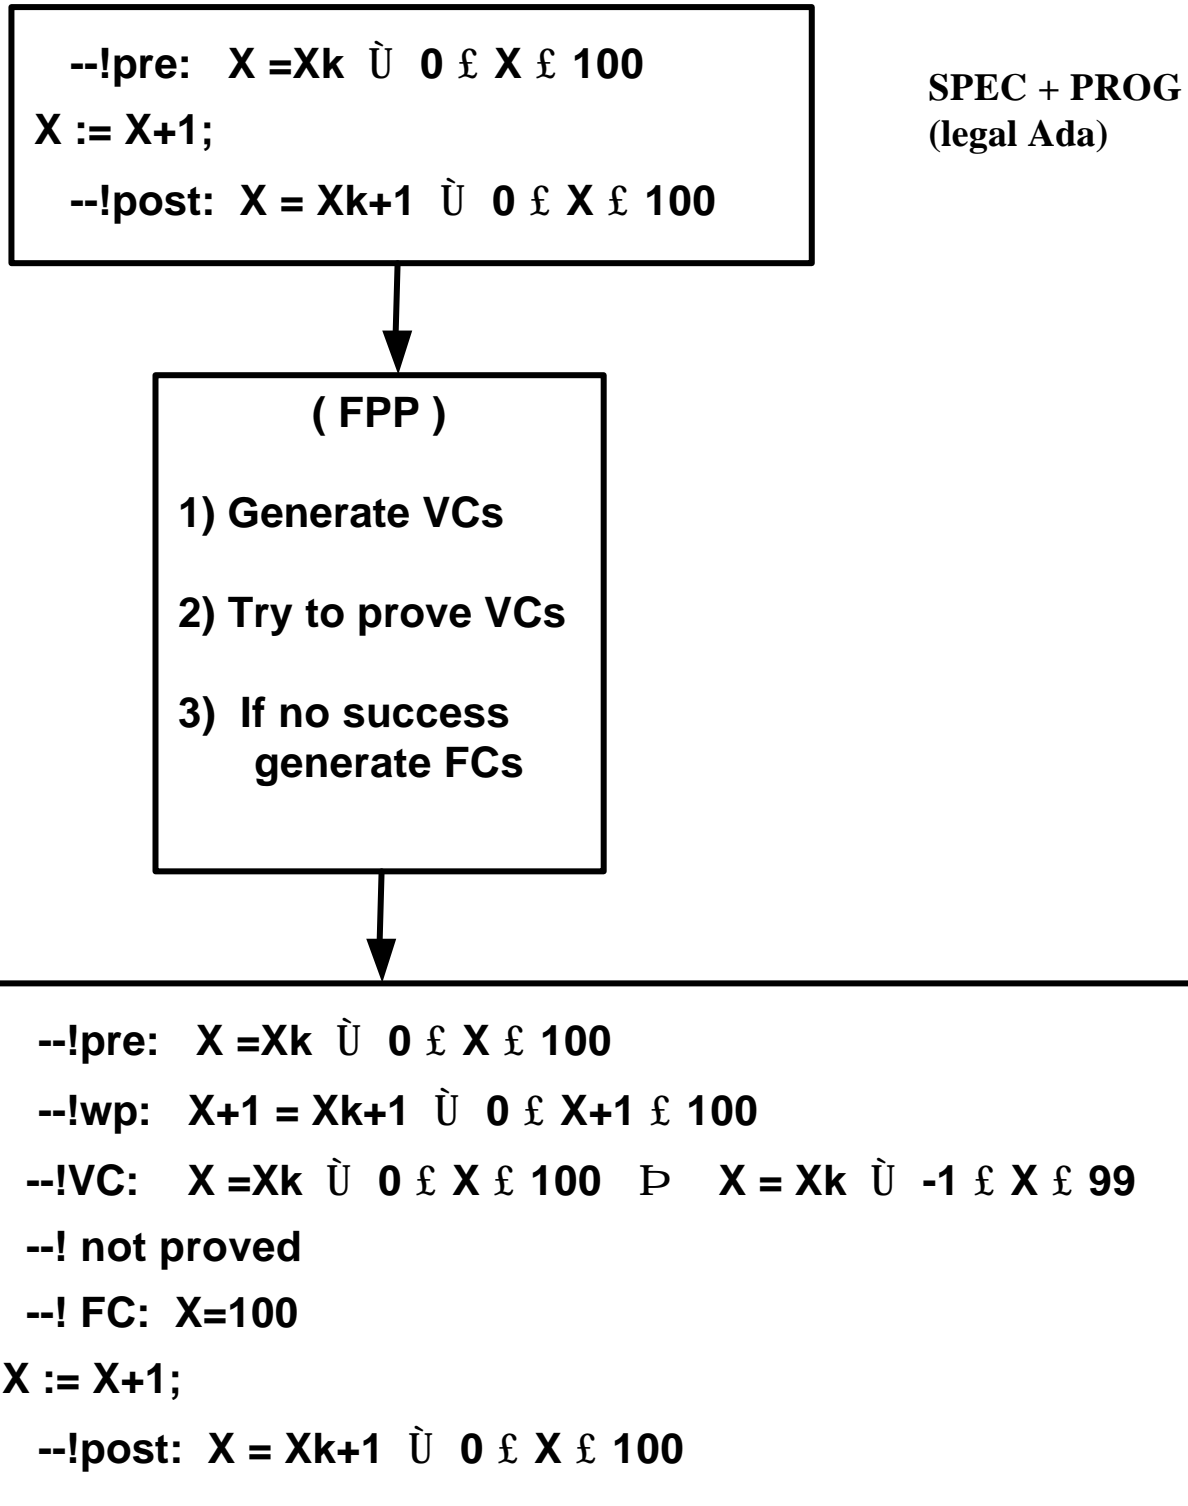 --!pre: X =Xk Ù 0 £ X £ 100
X := X+1;
--!post: X = Xk+1 Ù 0 £ X £ 100
SPEC + PROG
(legal Ada)
( FPP )
1) Generate VCs
2) Try to prove VCs
3) If no success
generate FCs
--!pre: X =Xk Ù 0 £ X £ 100
--!wp: X+1 = Xk+1 Ù 0 £ X+1 £ 100
--!VC: X =Xk Ù 0 £ X £ 100 Þ X = Xk Ù -1 £ X £ 99
--! not proved
--! FC: X=100
X := X+1;
--!post: X = Xk+1 Ù 0 £ X £ 100